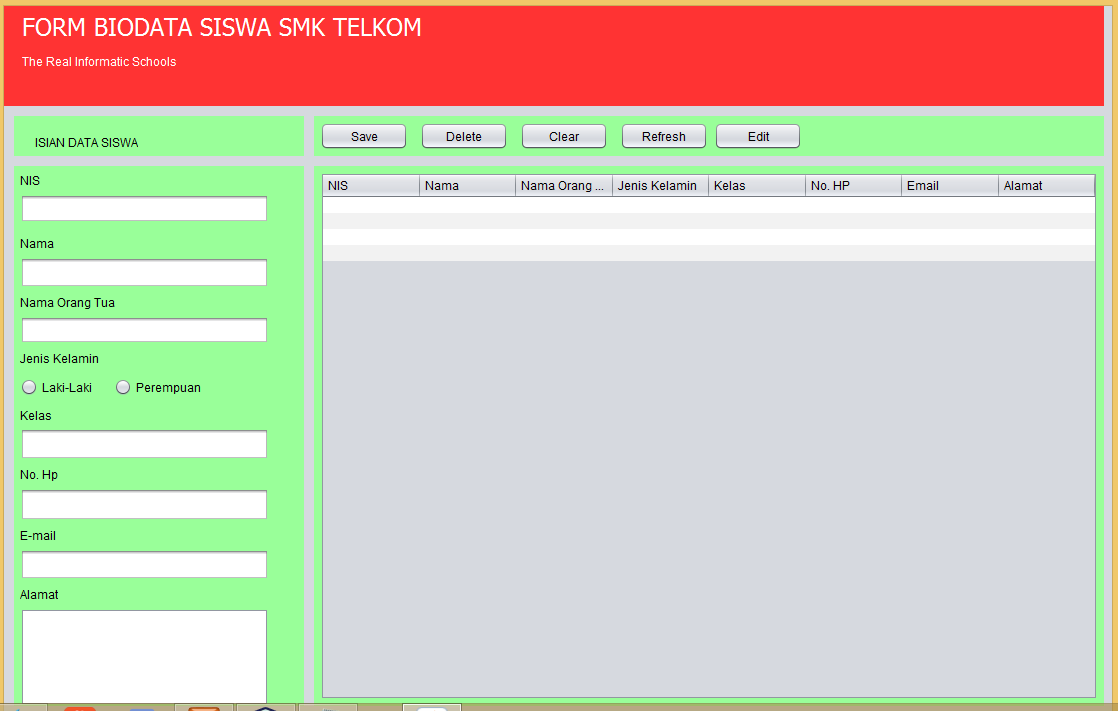 FORM BIODATA SISWA SMK TELKOM
The Real Informatic Schools
ISIAN DATA SISWA
Save Delete Clear Refresh Edit
NIS
Nama
Nama Orang Tua
Jenis Kelamin
Laki-Laki Perempuan
Kelas
No. Hp
E-mail
Alamat
NIS Nama Nama Orang ... Jenis Kelamin Kelas No. HP Email Alamat